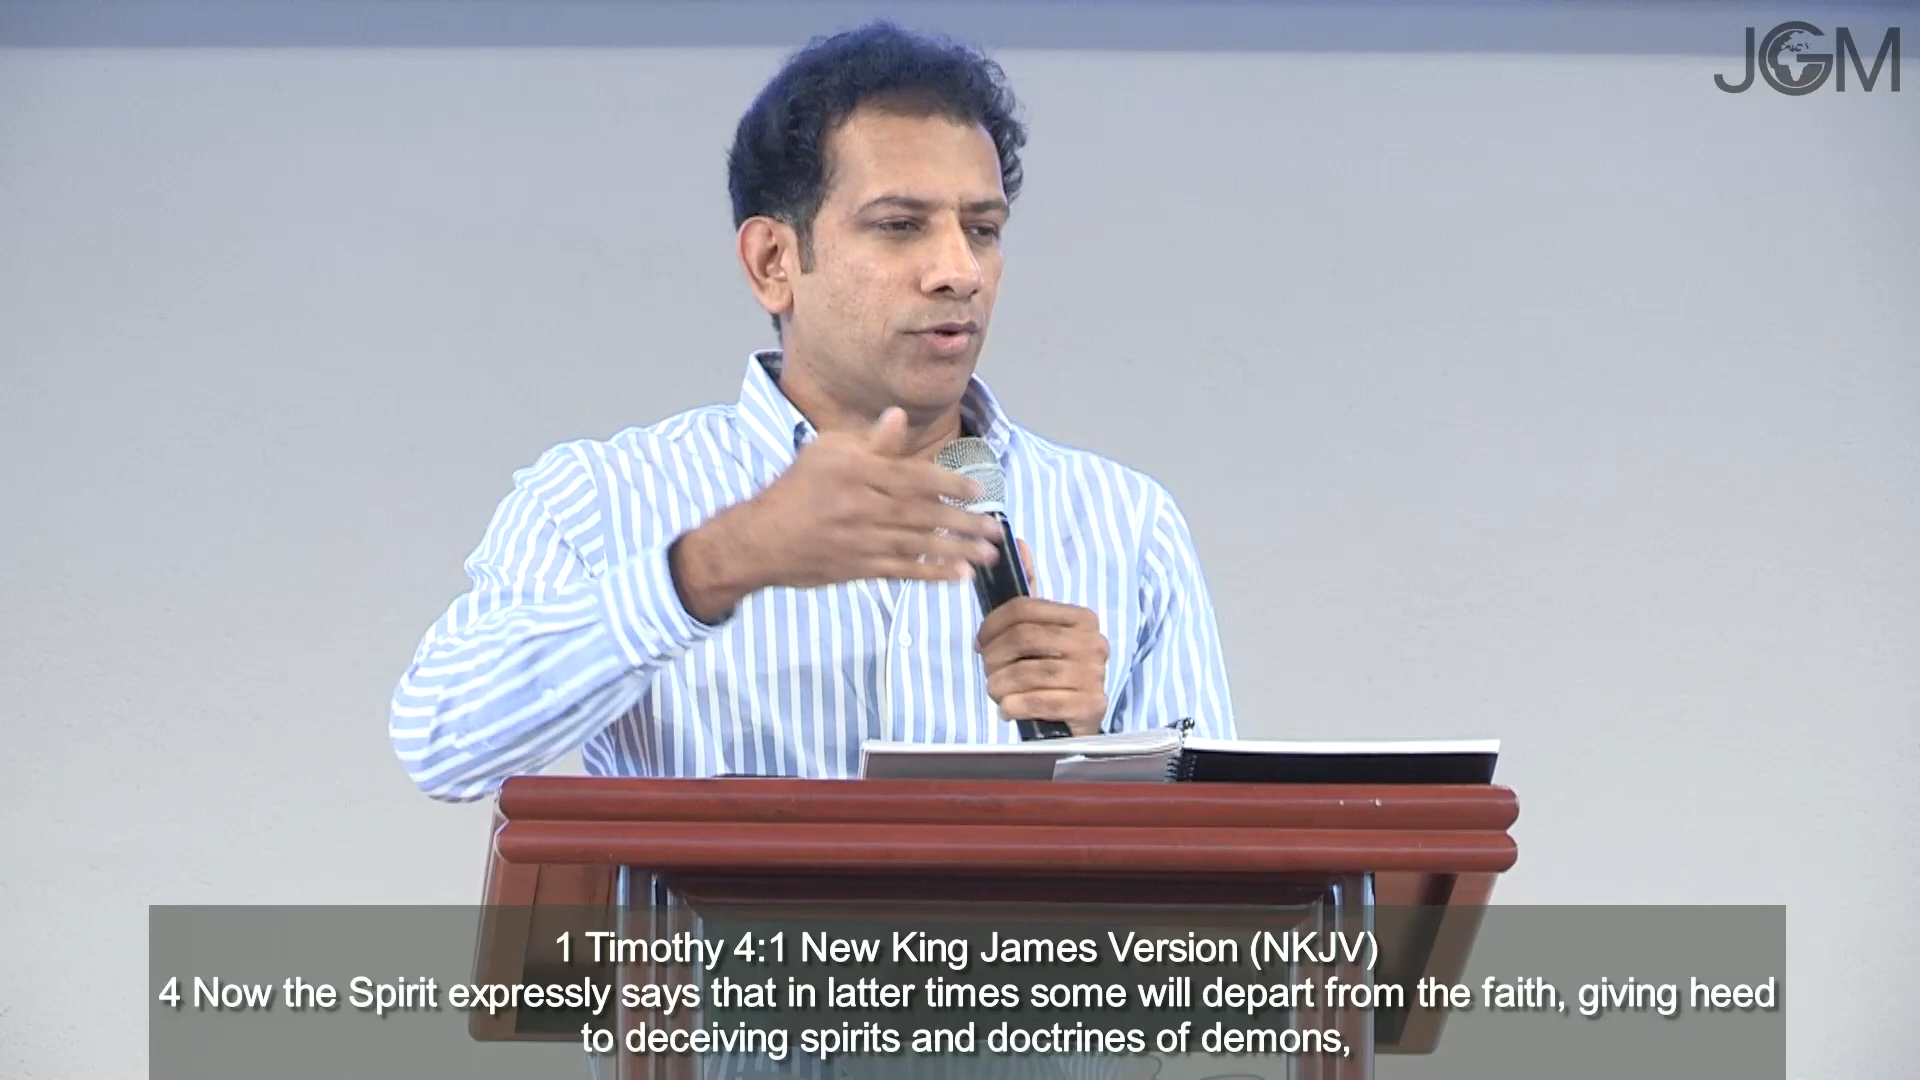 JGM
1 Timothy 4:1 New King James Version (NKJV)
4 Now the Spirit expressly says that in latter times some will depart from the faith, giving heed
to deceiving spirits and doctrines of demons,